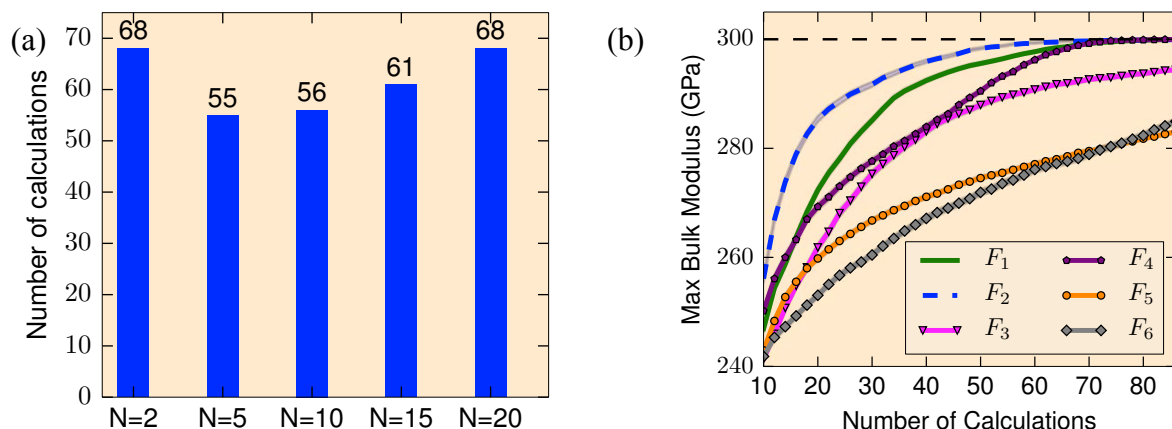 (a)
Number of calculations
70
60
50
40
30
20
10
0
68
55
56
61
68
N=2 N=5 N=10 N=15 N=20
(b)
Max Bulk Modulus (GPa)
300
280
260
240
10 20 30 40 50 60 70 80
Number of Calculations
F1 F4
F2 F5
F3 F6